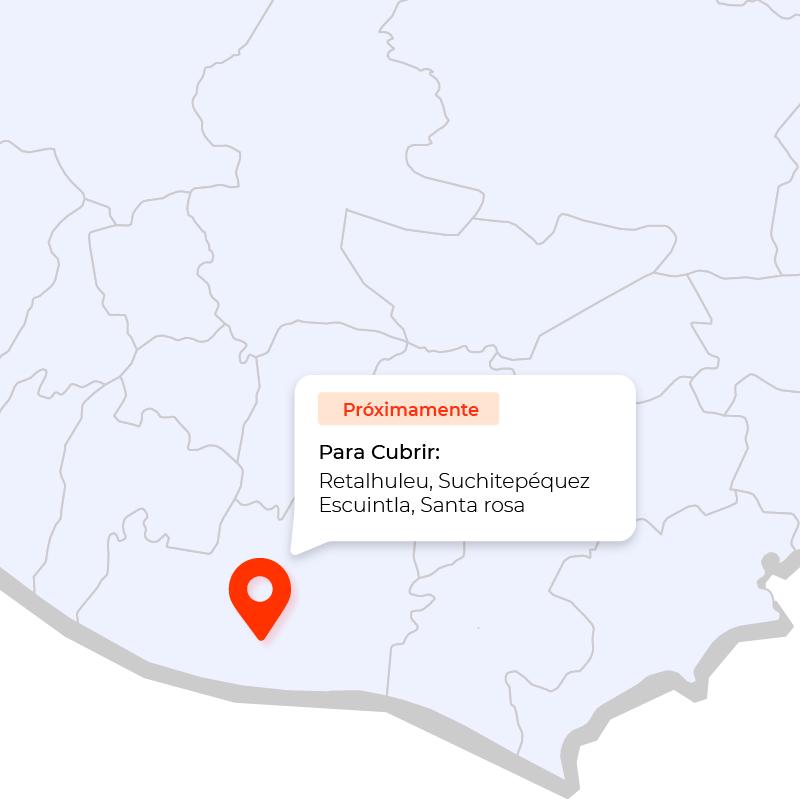 Próximamente
Para Cubrir:
Retalhuleu, Suchitepéquez
Escuintla, Santa rosa